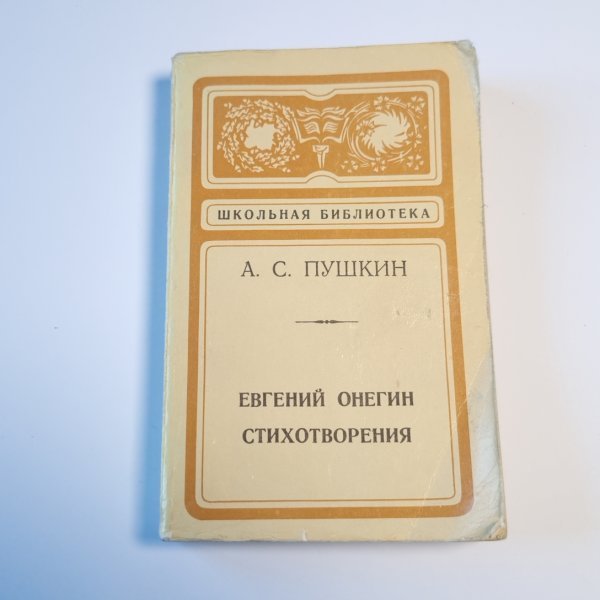 ШКОЛЬНАЯ БИБЛИОТЕКА
А. С. ПУШКИН
ЕВГЕНИЙ ОНЕГИН
СТИХОТВОРЕНИЯ